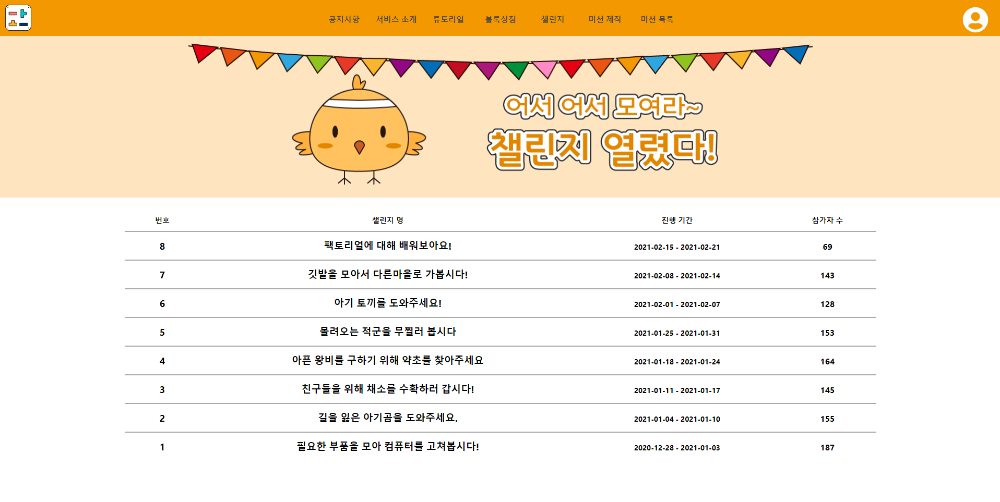 공지사항 서비스 소개 튜토리얼 블록상점 챌린지 미션 제작 미션 목록
어서 어서 모여라~
챌린지 열렸다!
번호 챌린지 명 진행 기간 참가자 수
8 팩토리얼에 대해 배워보아요! 2021-02-15 - 2021-02-21 69
7 깃발을 모아서 다른마을로 가봅시다! 2021-02-08 - 2021-02-14 143
6 아기 토끼를 도와주세요! 2021-02-01 - 2021-02-07 128
5 몰려오는 적군을 무찔러 봅시다 2021-01-25 - 2021-01-31 153
4 아픈 왕비를 구하기 위해 약초를 찾아주세요 2021-01-18 - 2021-01-24 164
3 친구들을 위해 채소를 수확하러 갑시다! 2021-01-11 - 2021-01-17 145
2 길을 잃은 아기곰을 도와주세요. 2021-01-04 - 2021-01-10 155
1 필요한 부품을 모아 컴퓨터를 고쳐봅시다! 2020-12-28 - 2021-01-03 187